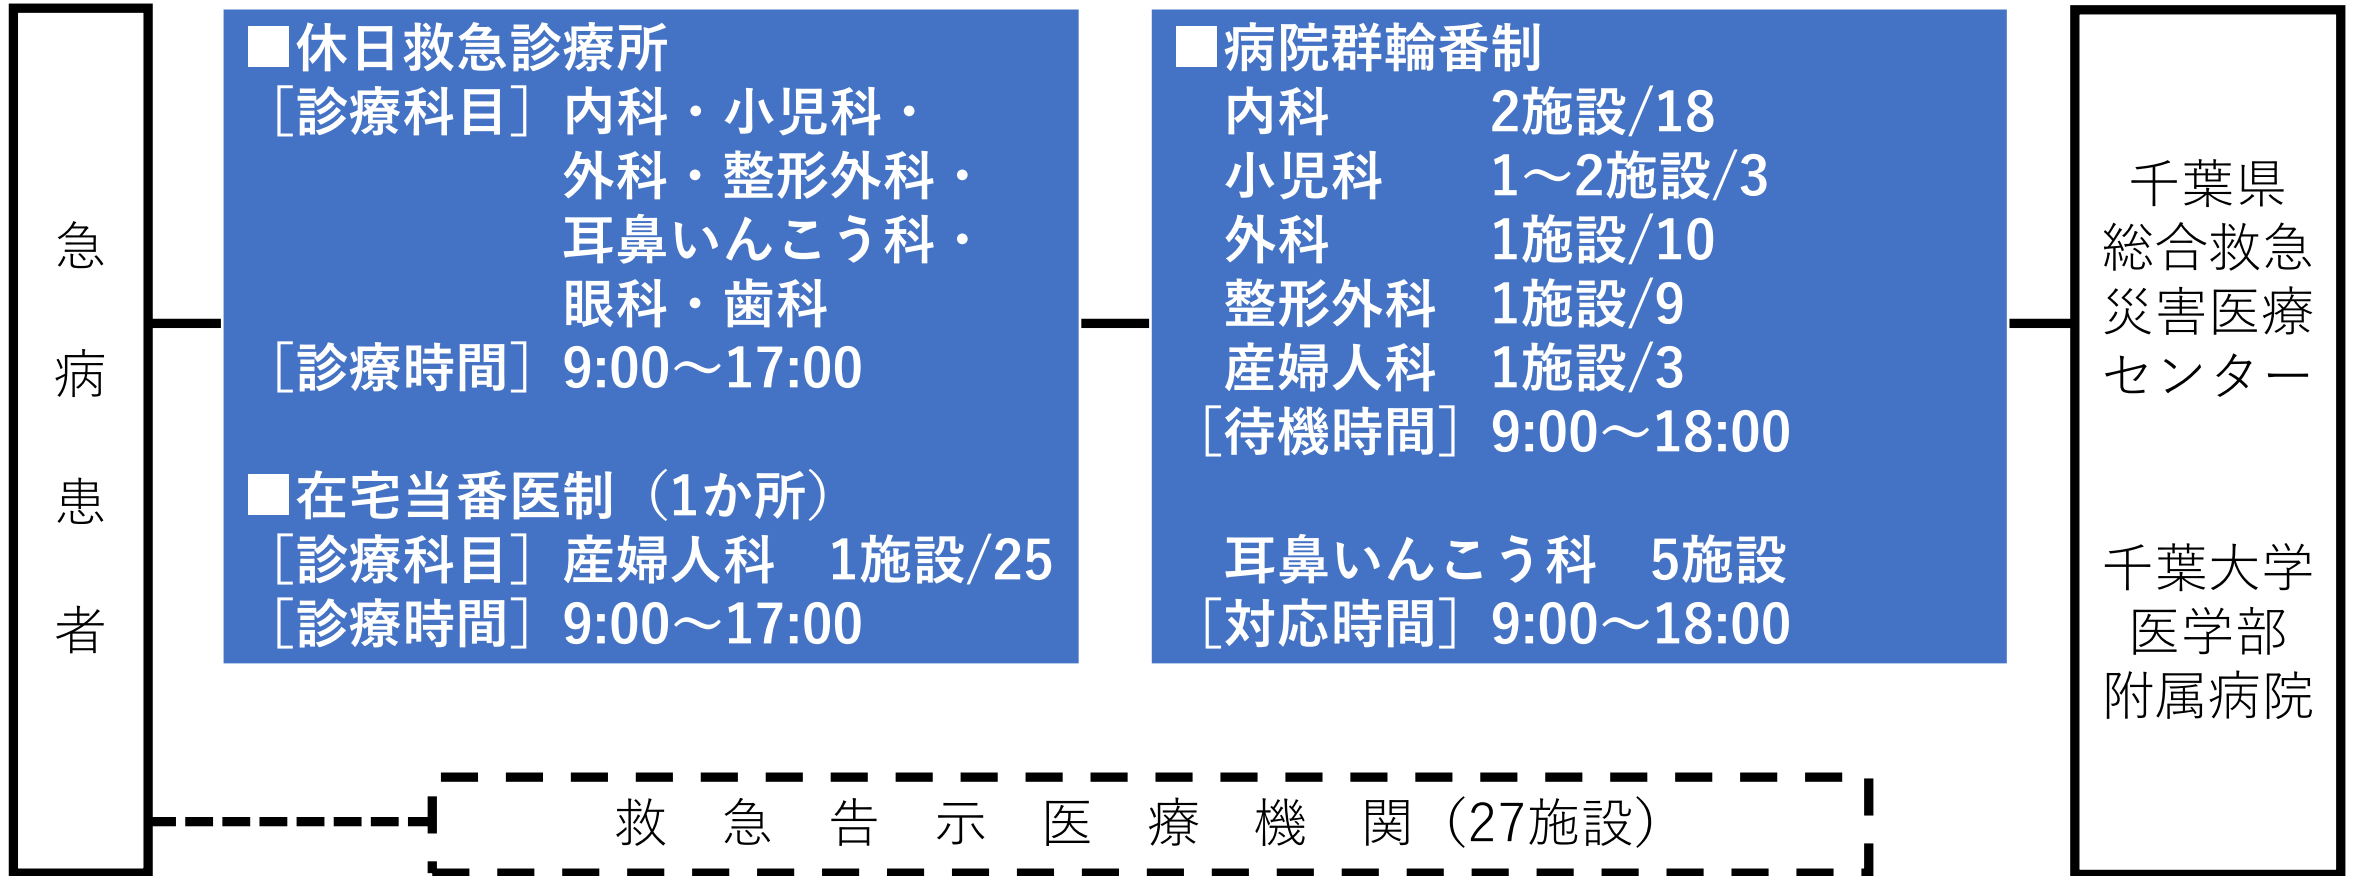 急病患者
■休日救急診療所
［診療科目］内科・小児科・
外科・整形外科・
耳鼻いんこう科・
眼科・歯科
［診療時間］9:00～17:00
■在宅当番医制（1か所）
［診療科目］産婦人科　1施設/25
［診療時間］9:00～17:00
■病院群輪番制
内科　2施設/18
小児科　1～2施設/3
外科　1施設/10
整形外科　1施設/9
産婦人科　1施設/3
［待機時間］9:00～18:00
耳鼻いんこう科　5施設
［対応時間］9:00～18:00
千葉県
総合救急
災害医療
センター
千葉大学
医学部
附属病院
救急告示医療機関（27施設）